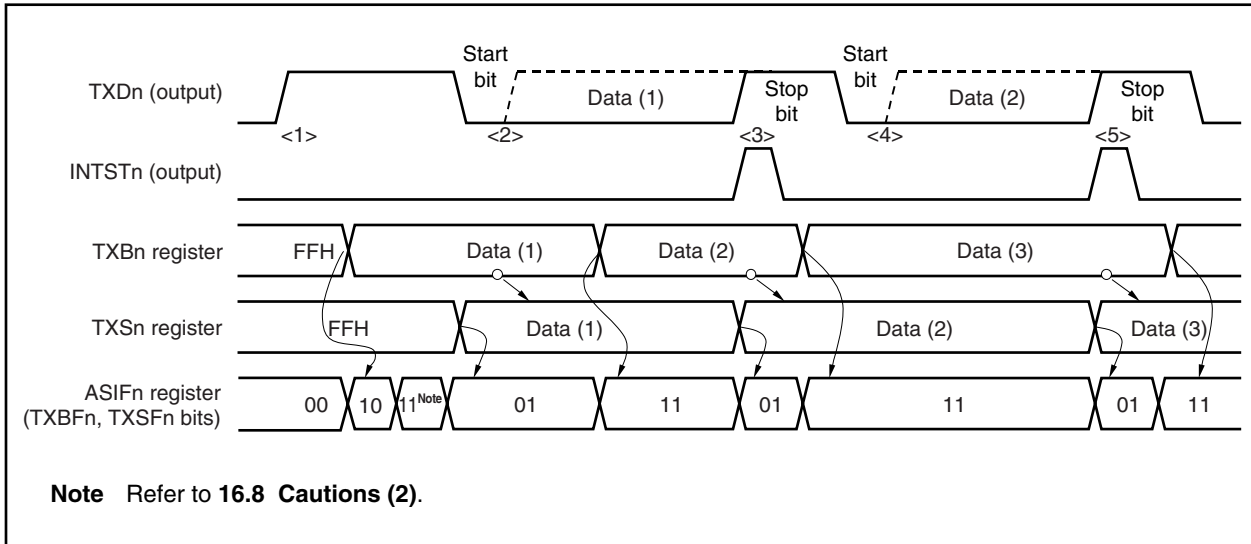 Start bit
Start bit
TXDn (output)
Data (1)
Stop bit
Data (2)
Stop bit
<1>
<2>
<3>
<4>
<5>
INTSTn (output)
TXBn register
FFH
Data (1)
Data (2)
Data (3)
TXSn register
FFH
Data (1)
Data (2)
Data (3)
ASIFn register
(TXBFn, TXSFn bits)
00
10
11 Note
01
11
01
11
01
11
Note Refer to 16.8 Cautions (2).